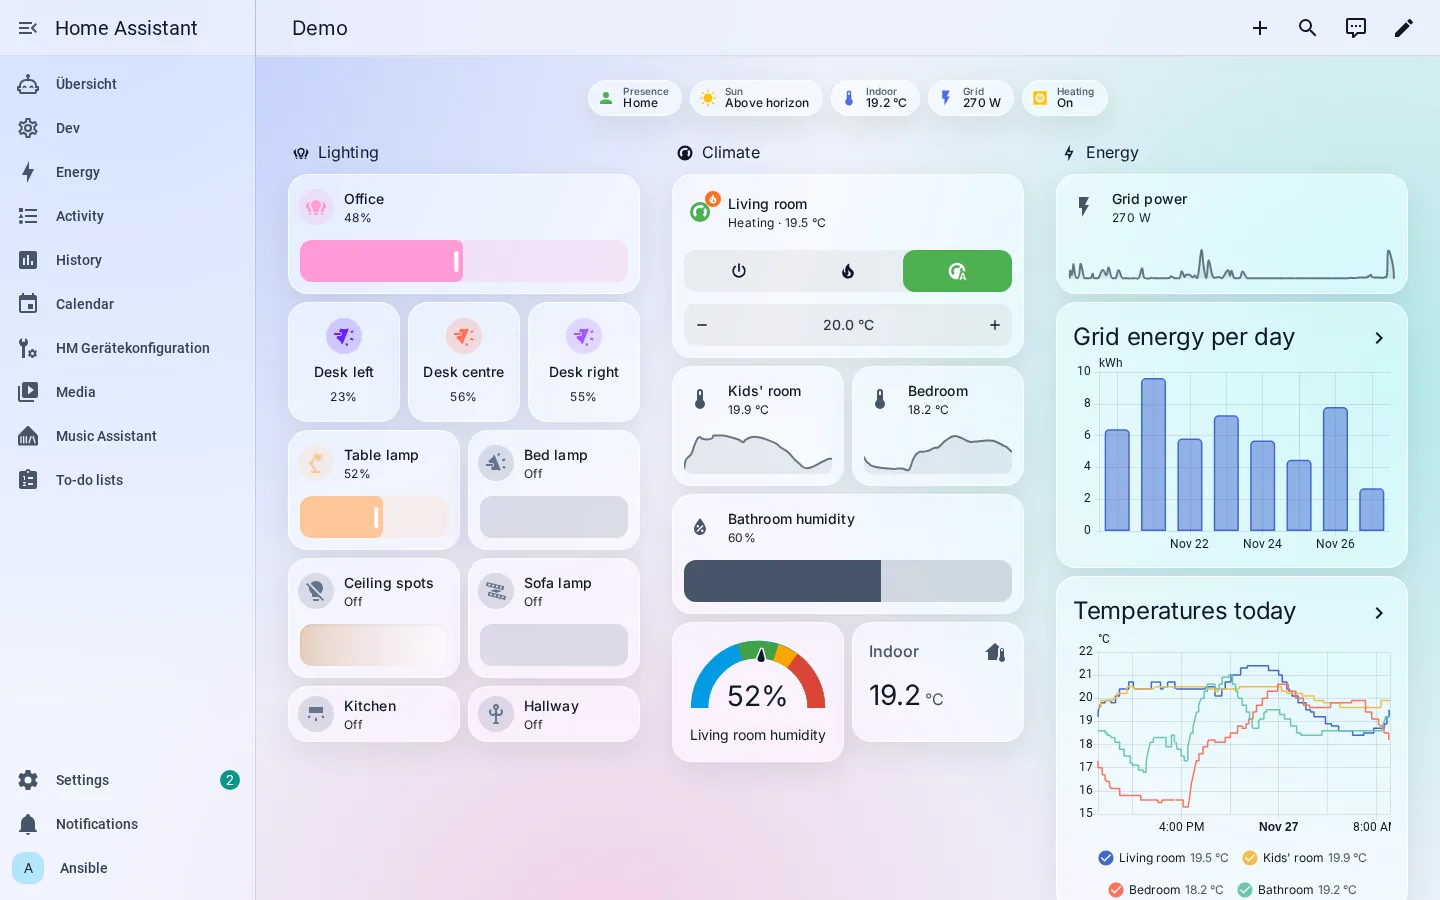 Home Assistant
Demo
Übersicht
Dev
Energy
Activity
History
Calendar
HM Gerätekonfiguration
Media
Music Assistant
To-do lists
Settings
2
Notifications
A
Ansible
Presence
Home
Sun
Above horizon
Indoor
19.2 °C
Grid
270 W
Heating
On
Lighting
Office
48%
Desk left
23%
Desk centre
56%
Desk right
55%
Table lamp
52%
Bed lamp
Off
Ceiling spots
Off
Sofa lamp
Off
Kitchen
Off
Hallway
Off
Climate
Living room
Heating · 19.5 °C
20.0 °C
Kids' room
19.9 °C
Bedroom
18.2 °C
Bathroom humidity
60%
52%
Living room humidity
Indoor
19.2 °C
Energy
Grid power
270 W
Grid energy per day
kWh
10
8
6
4
2
0
Nov 22 Nov 24 Nov 26
Temperatures today
°C
22
21
20
19
18
17
16
15
4:00 PM Nov 27 8:00 AM
Living room 19.5 °C Kids' room 19.9 °C
Bedroom 18.2 °C Bathroom 19.2 °C